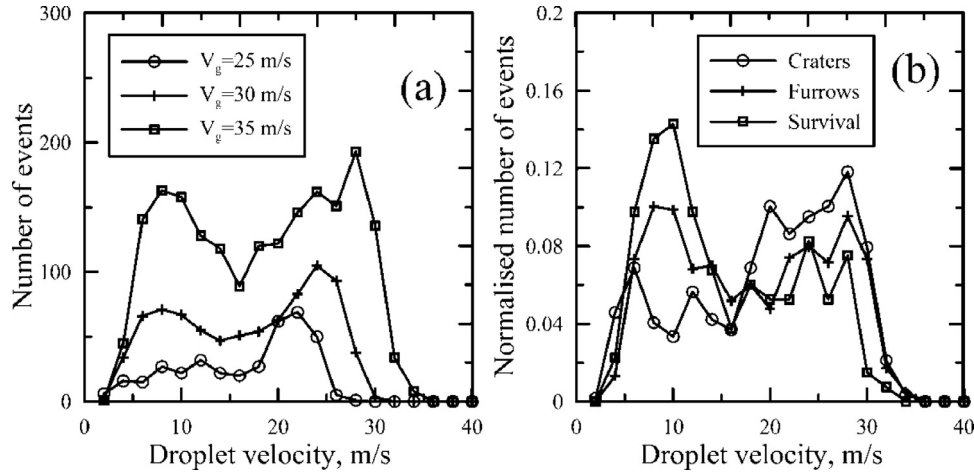 (a)
V_g=25 m/s
V_g=30 m/s
V_g=35 m/s
Number of events
300
200
100
0
0 10 20 30 40
Droplet velocity, m/s
(b)
Craters
Furrows
Survival
Normalised number of events
0.2
0.16
0.12
0.08
0.04
0
0 10 20 30 40
Droplet velocity, m/s